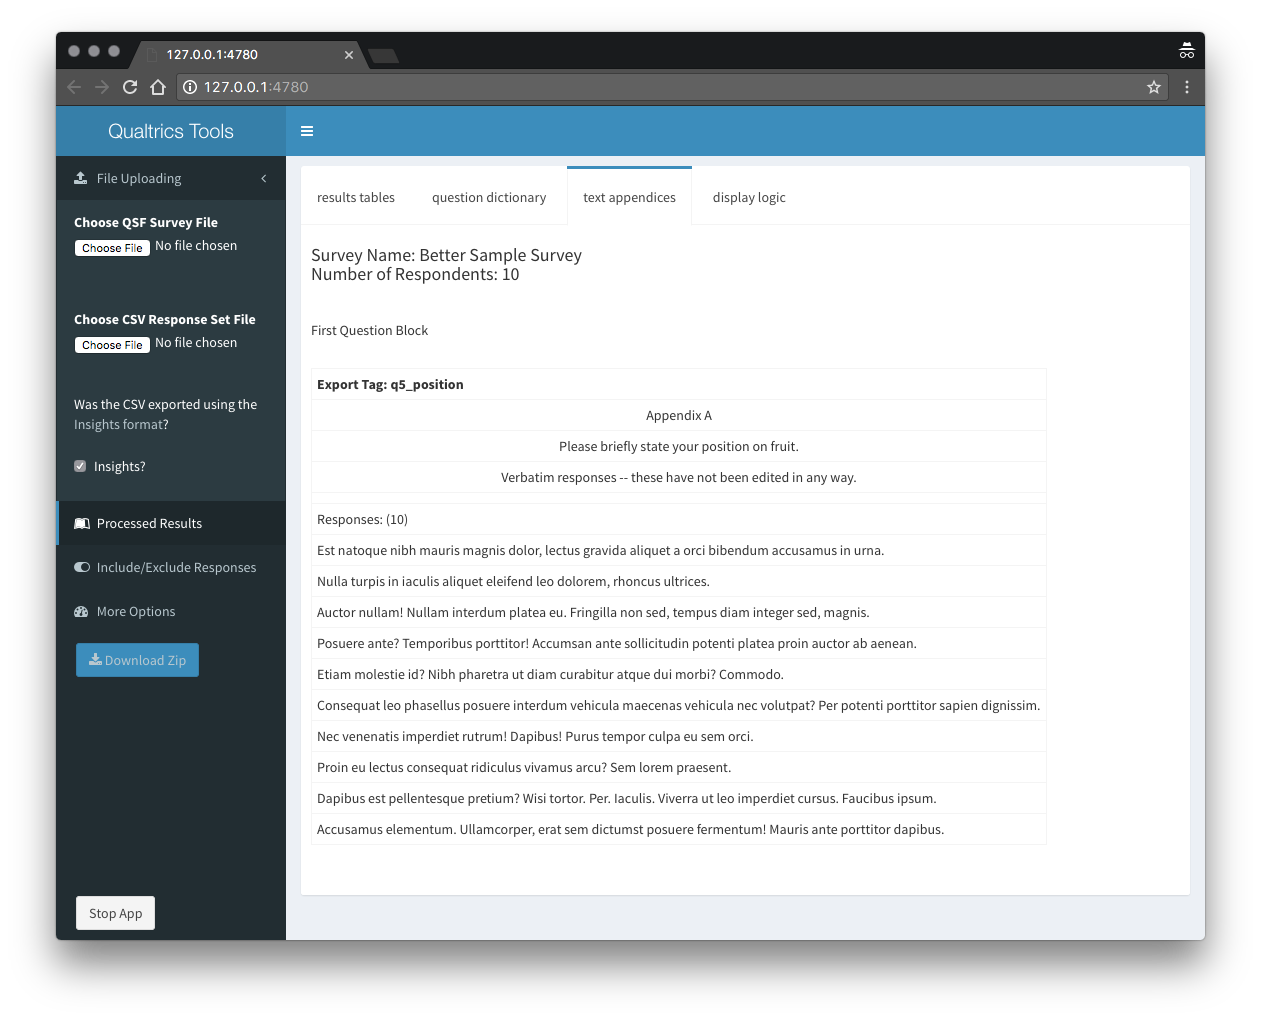 127.0.0.1:4780
127.0.0.1:4780
Qualtrics Tools
File Uploading
Choose QSF Survey File
Choose File No file chosen
Choose CSV Response Set File
Choose File No file chosen
Was the CSV exported using the
Insights format?
Insights?
Processed Results
Include/Exclude Responses
More Options
Download Zip
Stop App
results tables question dictionary text appendices display logic
Survey Name: Better Sample Survey
Number of Respondents: 10
First Question Block
Export Tag: q5_position
Appendix A
Please briefly state your position on fruit.
Verbatim responses -- these have not been edited in any way.
Responses: (10)
Est natoque nibh mauris magnis dolor, lectus gravida aliquet a orci bibendum accusamus in urna.
Nulla turpis in iaculis aliquet eleifend leo dolorem, rhoncus ultrices.
Auctor nullam! Nullam interdum platea eu. Fringilla non sed, tempus diam integer sed, magnis.
Posuere ante? Temporibus porttitor! Accumsan ante sollicitudin potenti platea proin auctor ab aenean.
Etiam molestie id? Nibh pharetra ut diam curabitur atque dui morbi? Commodo.
Consequat leo phasellus posuere interdum vehicula maecenas vehicula nec volutpat? Per potenti porttitor sapien dignissim.
Nec venenatis imperdiet rutrum! Dapibus! Purus tempor culpa eu sem orci.
Proin eu lectus consequat ridiculus vivamus arcu? Sem lorem praesent.
Dapibus est pellentesque pretium? Wisi tortor. Per. Iaculis. Viverra ut leo imperdiet cursus. Faucibus ipsum.
Accusamus elementum. Ullamcorper, erat sem dictumst posuere fermentum! Mauris ante porttitor dapibus.